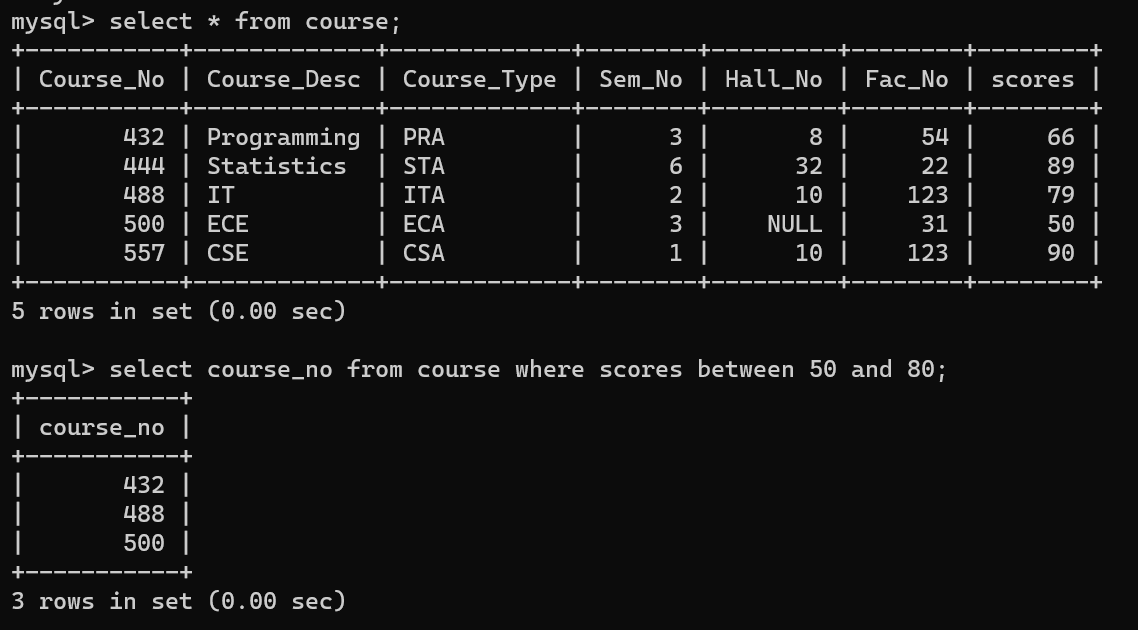 mysql> select * from course;
+-----------+-------------+-------------+--------+---------+--------+--------+
| Course_No | Course_Desc | Course_Type | Sem_No | Hall_No | Fac_No | scores |
+-----------+-------------+-------------+--------+---------+--------+--------+
|       432 | Programming | PRA         |      3 |       8 |     54 |     66 |
|       444 | Statistics  | STA         |      6 |      32 |     22 |     89 |
|       488 | IT          | ITA         |      2 |      10 |    123 |     79 |
|       500 | ECE         | ECA         |      3 |    NULL |     31 |     50 |
|       557 | CSE         | CSA         |      1 |      10 |    123 |     90 |
+-----------+-------------+-------------+--------+---------+--------+--------+
5 rows in set (0.00 sec)

mysql> select course_no from course where scores between 50 and 80;
+-----------+
| course_no |
+-----------+
|       432 |
|       488 |
|       500 |
+-----------+
3 rows in set (0.00 sec)